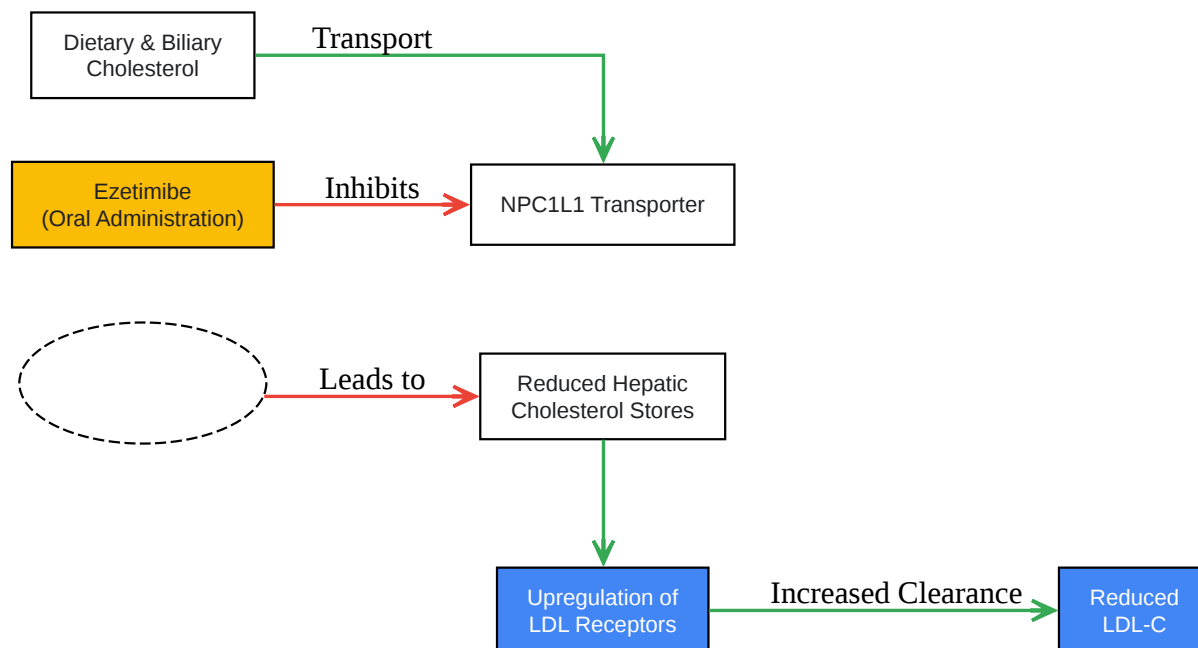 Dietary & Biliary
Cholesterol
Transport
Ezetimibe
(Oral Administration)
Inhibits
NPC1L1 Transporter
Leads to
Reduced Hepatic
Cholesterol Stores
Upregulation of
LDL Receptors
Increased Clearance
Reduced
LDL-C